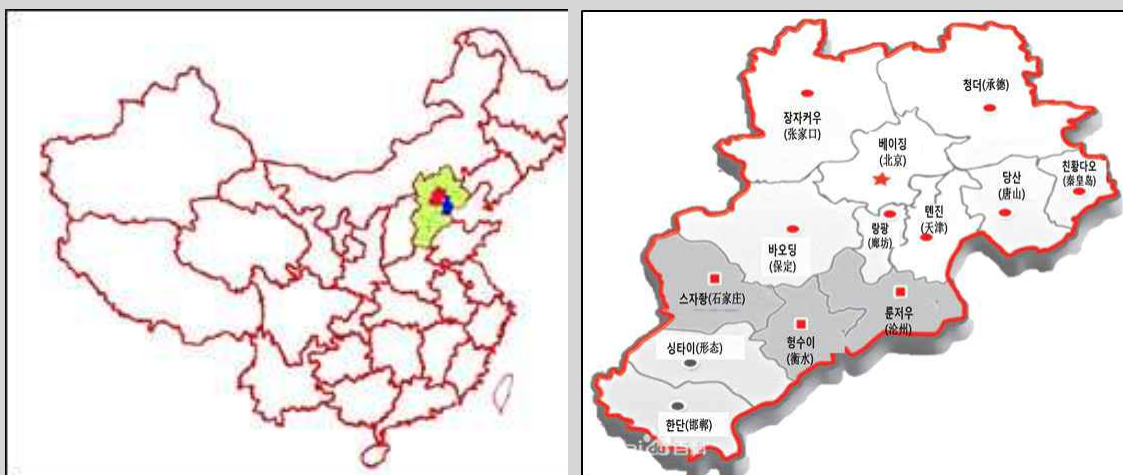 청더(承德)
장자커우
(张家口)
베이징
(北京)
친황다오
(秦皇岛)
당산
(唐山)
텐진
(天津)
랑팡
(廊坊)
바오딩
(保定)
스자좡(石家庄)
룬저우
(沧州)
헝수이
(衡水)
싱타이(形态)
한단(邯郸)